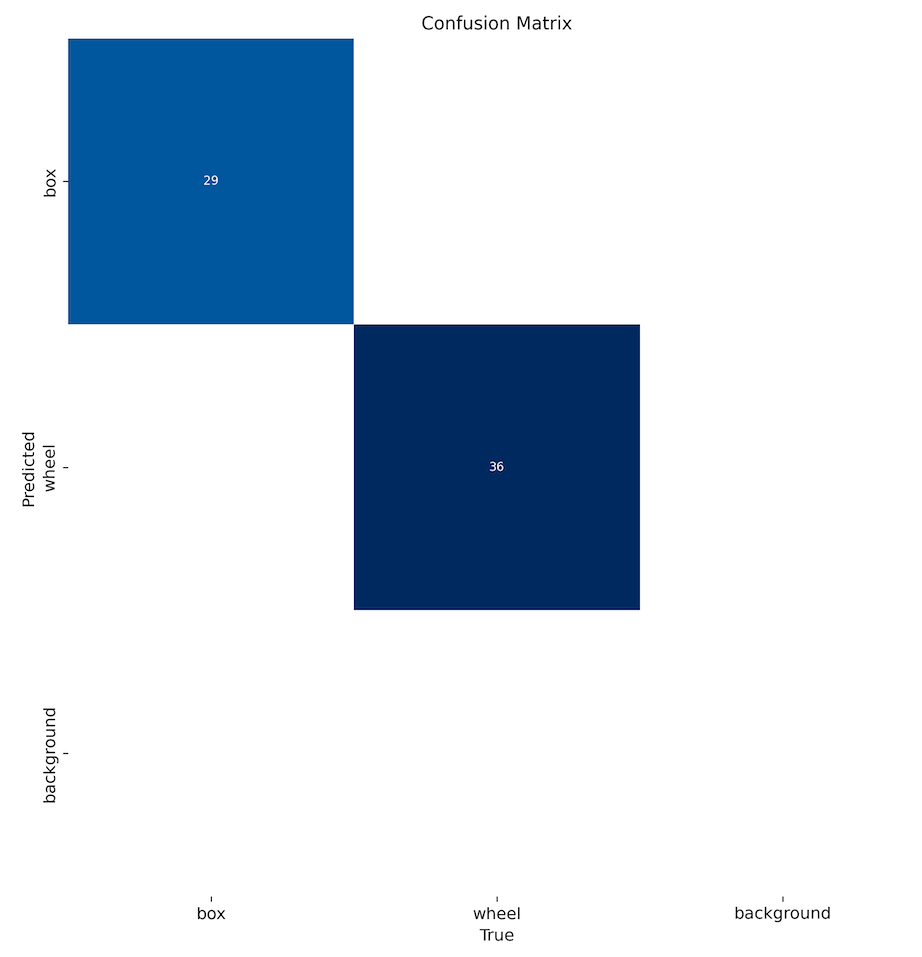 Confusion Matrix
box
29
Predicted
wheel
36
background
box
wheel
background
True